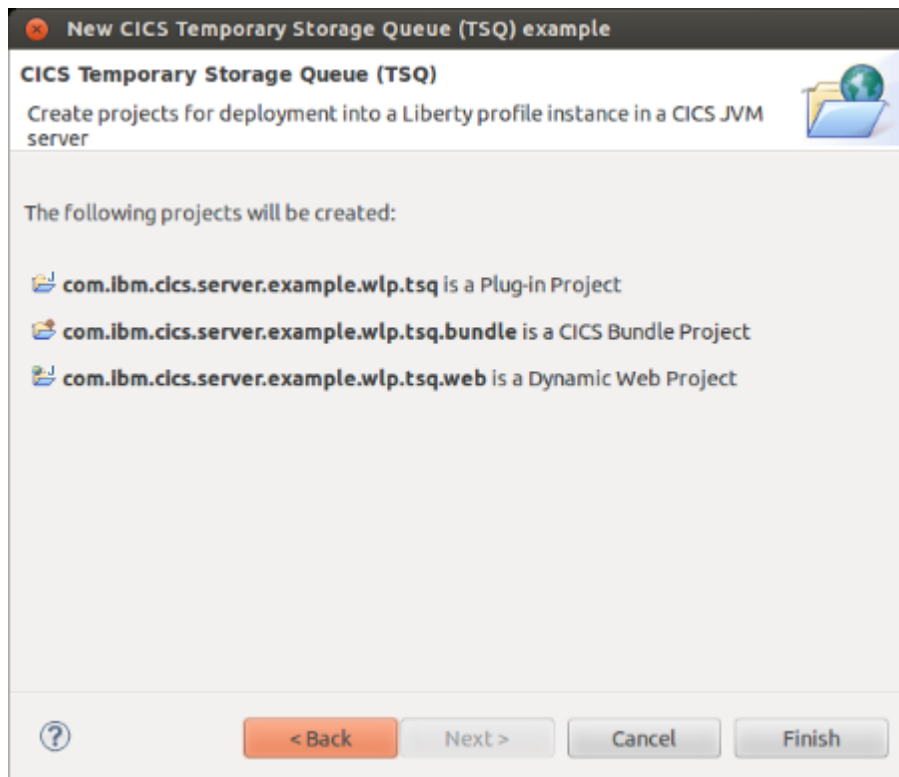 New CICS Temporary Storage Queue (TSQ) example
CICS Temporary Storage Queue (TSQ)
Create projects for deployment into a Liberty profile instance in a CICS JVM
server
The following projects will be created:
com.ibm.cics.server.example.wlp.tsq is a Plug-in Project
com.ibm.cics.server.example.wlp.tsq.bundle is a CICS Bundle Project
com.ibm.cics.server.example.wlp.tsq.web is a Dynamic Web Project
?
< Back
Next >
Cancel
Finish